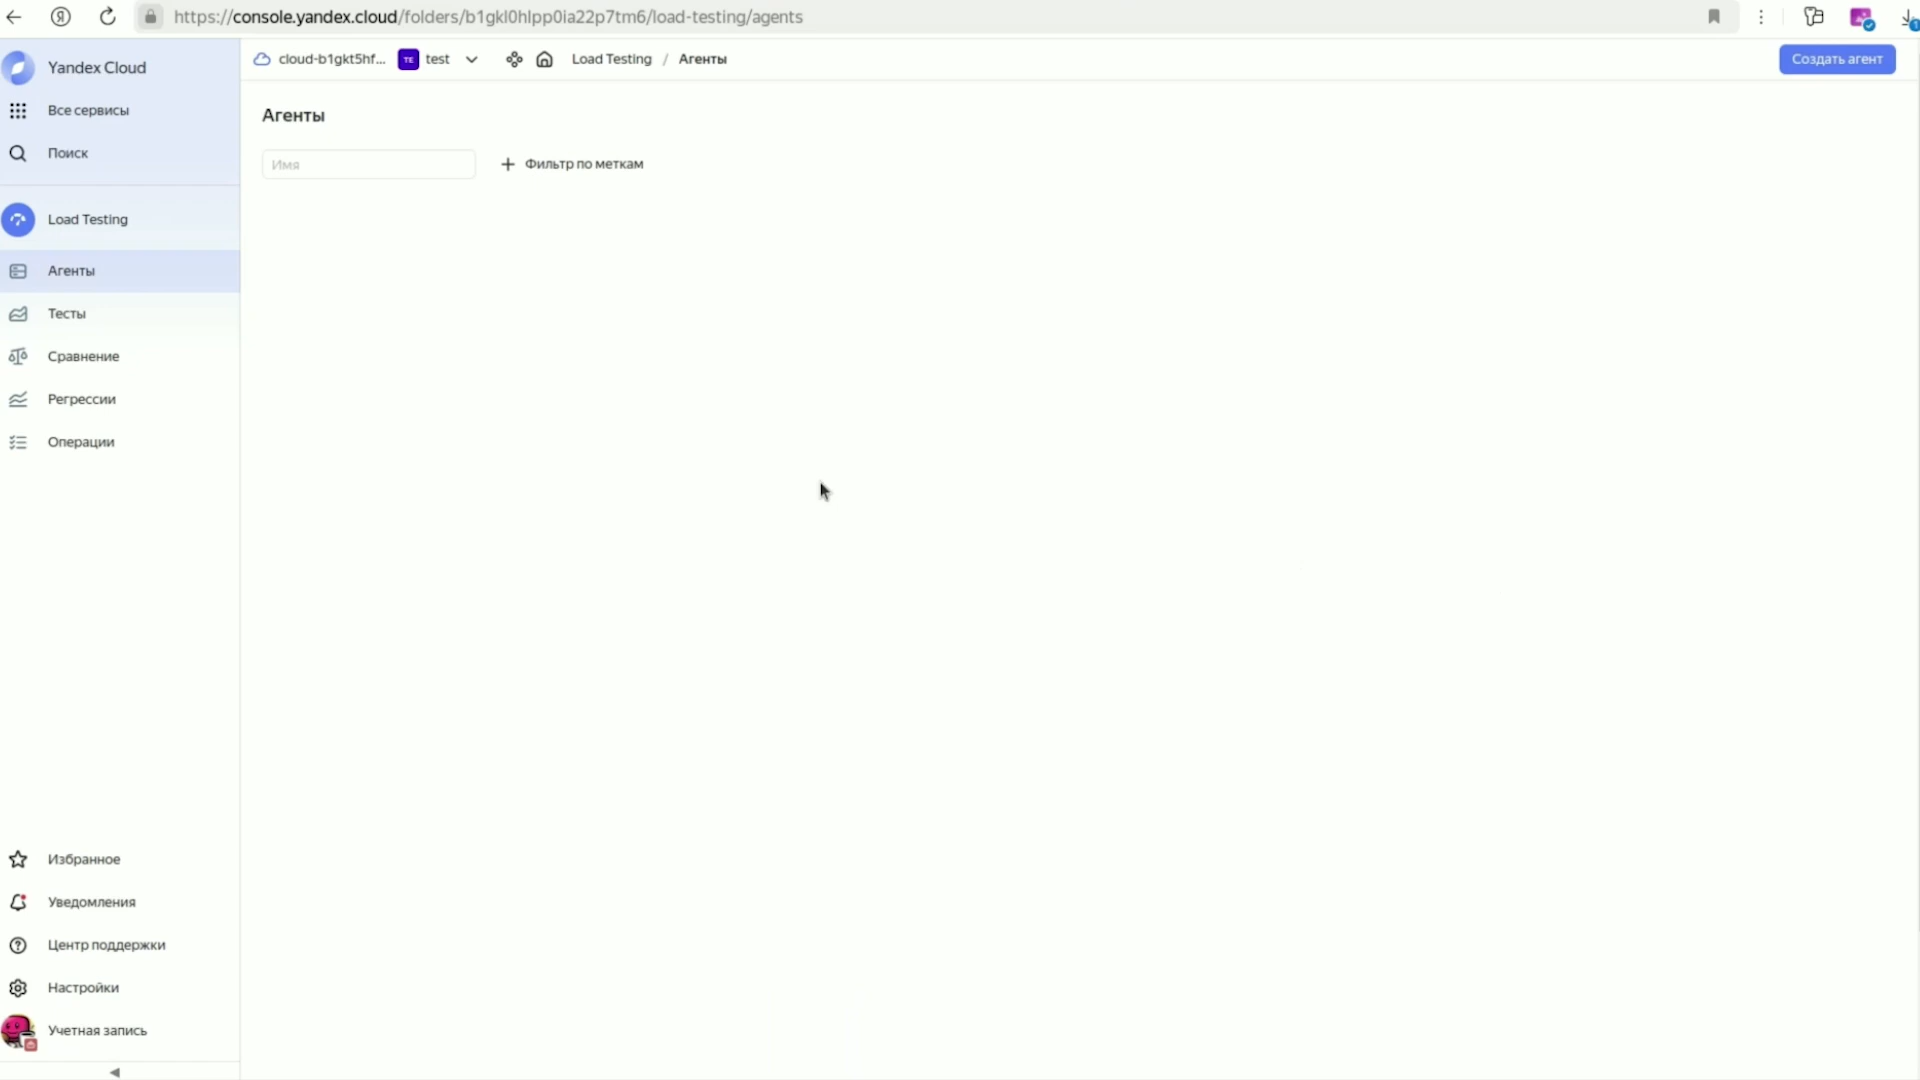 https://console.yandex.cloud/folders/b1gkl0hlpp0ia22p7tm6/load-testing/agents
Yandex Cloud
cloud-b1gkt5hf...
TE
test
Load Testing / Агенты
Создать агент
Все сервисы
Поиск
Load Testing
Агенты
Тесты
Сравнение
Регрессии
Операции
Агенты
Имя
+ Фильтр по меткам
Избранное
Уведомления
Центр поддержки
Настройки
Учетная запись